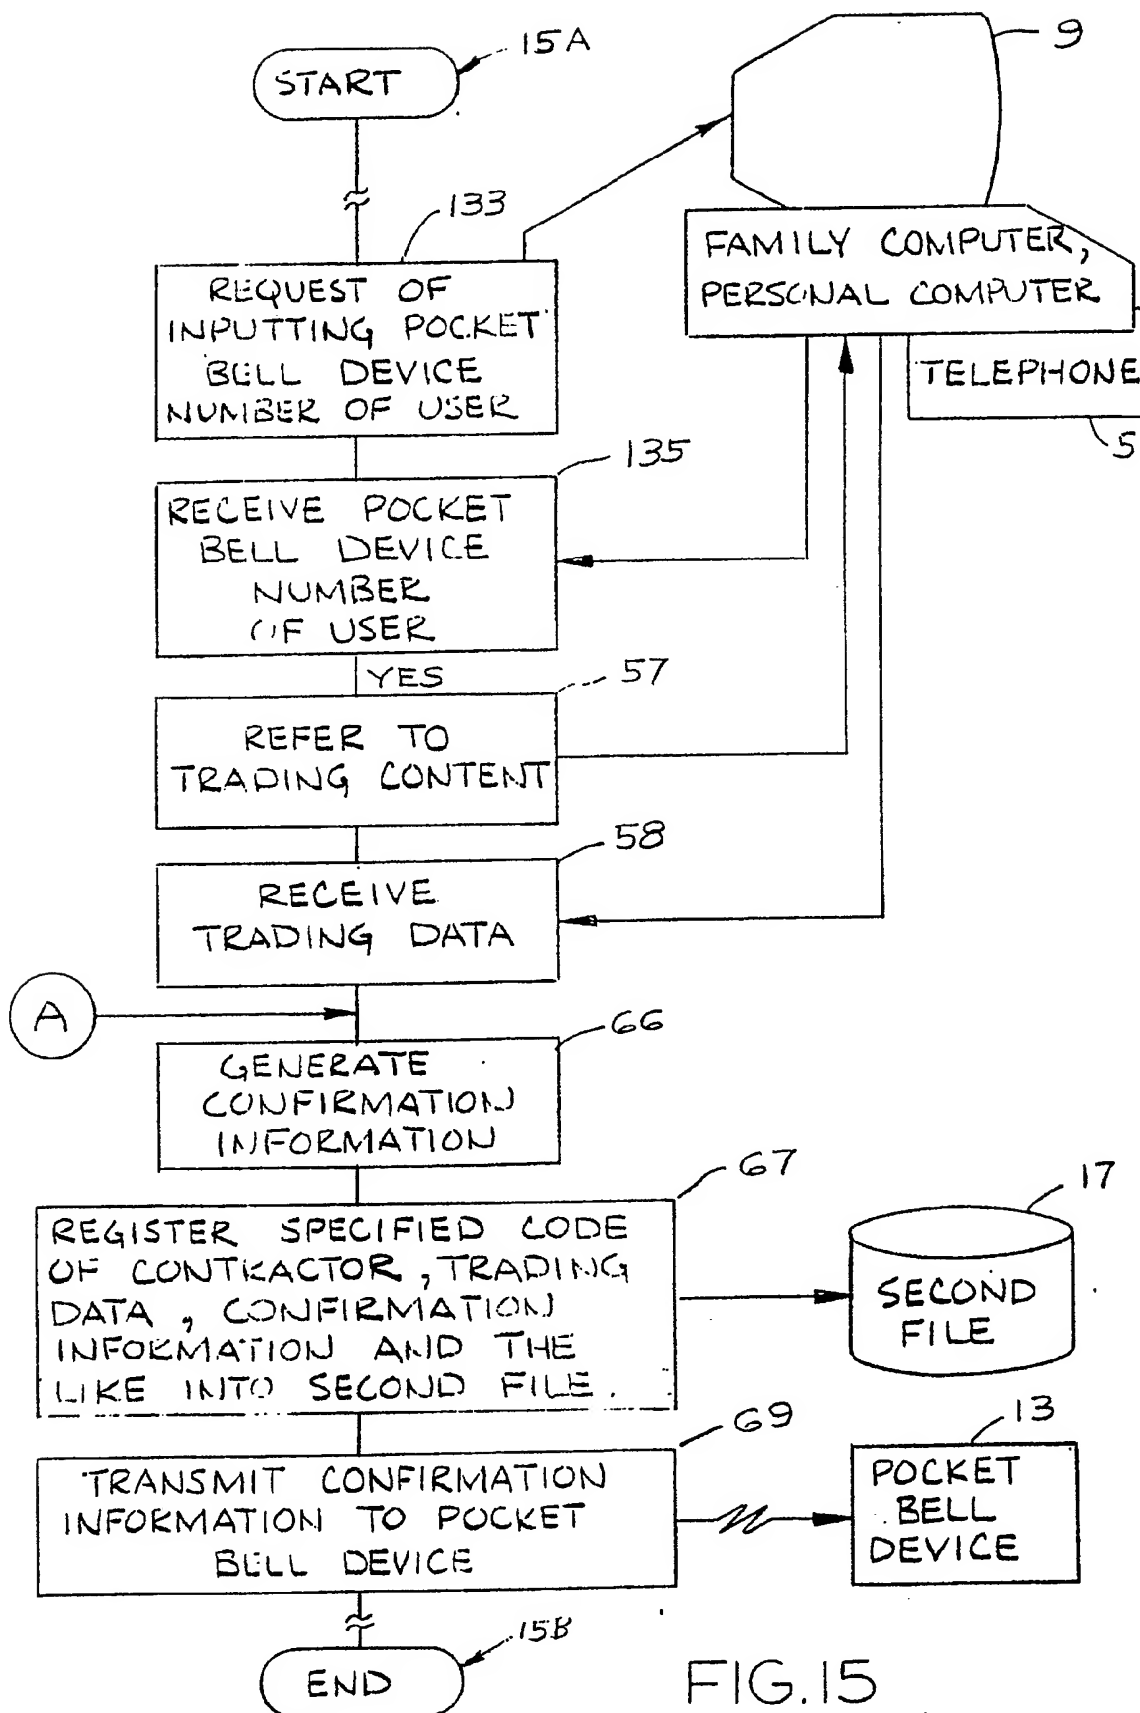 15A
START
9
133
REQUEST OF
INPUTTING POCKET
BELL DEVICE
NUMBER OF USER
FAMILY COMPUTER,
PERSONAL COMPUTER
TELEPHONE
5
135
RECEIVE POCKET
BELL DEVICE
NUMBER
OF USER
YES
57
REFER TO
TRADING CONTENT
58
RECEIVE
TRADING DATA
A
66
GENERATE
CONFIRMATION
INFORMATION
67
REGISTER SPECIFIED CODE
OF CONTRACTOR, TRADING
DATA, CONFIRMATION
INFORMATION AND THE
LIKE INTO SECOND FILE.
17
SECOND
FILE
69
TRANSMIT CONFIRMATION
INFORMATION TO POCKET
BELL DEVICE
13
POCKET
BELL
DEVICE
15B
END
FIG.15